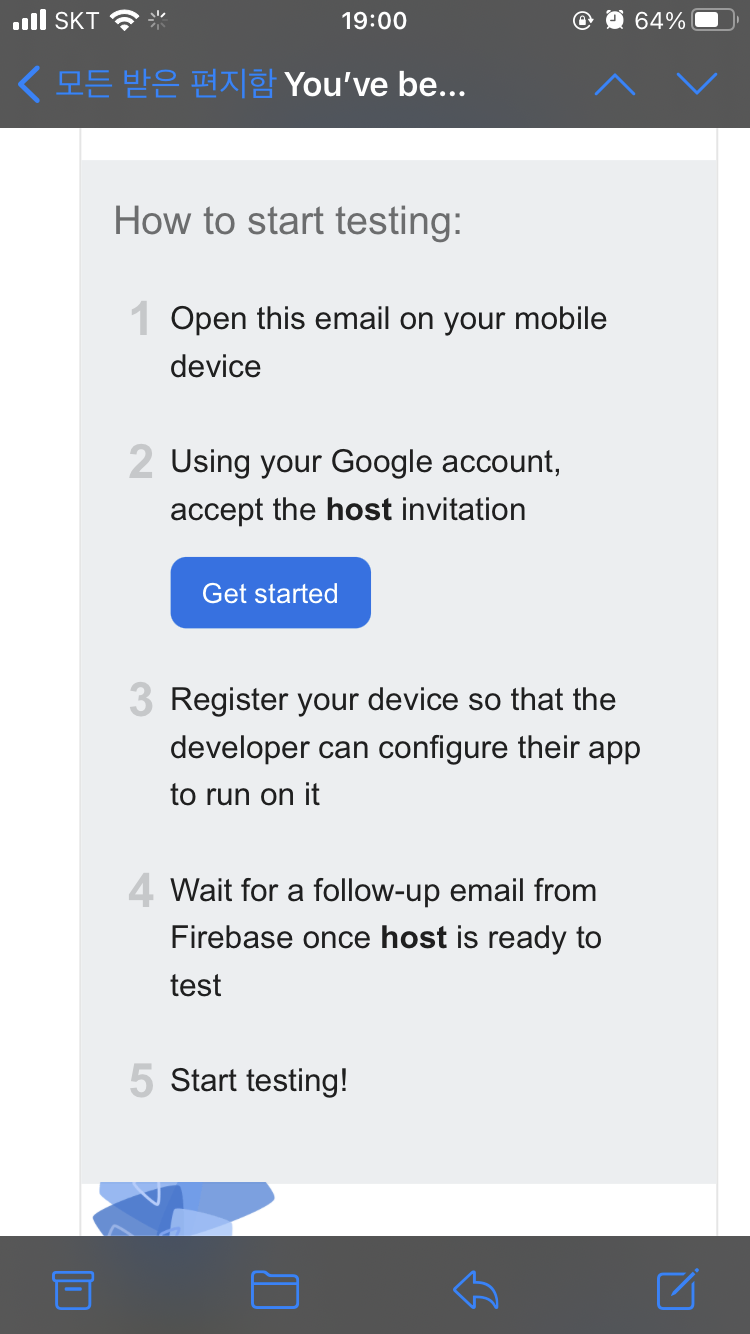 SKT 19:00 64%
모든 받은 편지함 You’ve be...
How to start testing:
1 Open this email on your mobile
device
2 Using your Google account,
accept the host invitation
Get started
3 Register your device so that the
developer can configure their app
to run on it
4 Wait for a follow-up email from
Firebase once host is ready to
test
5 Start testing!